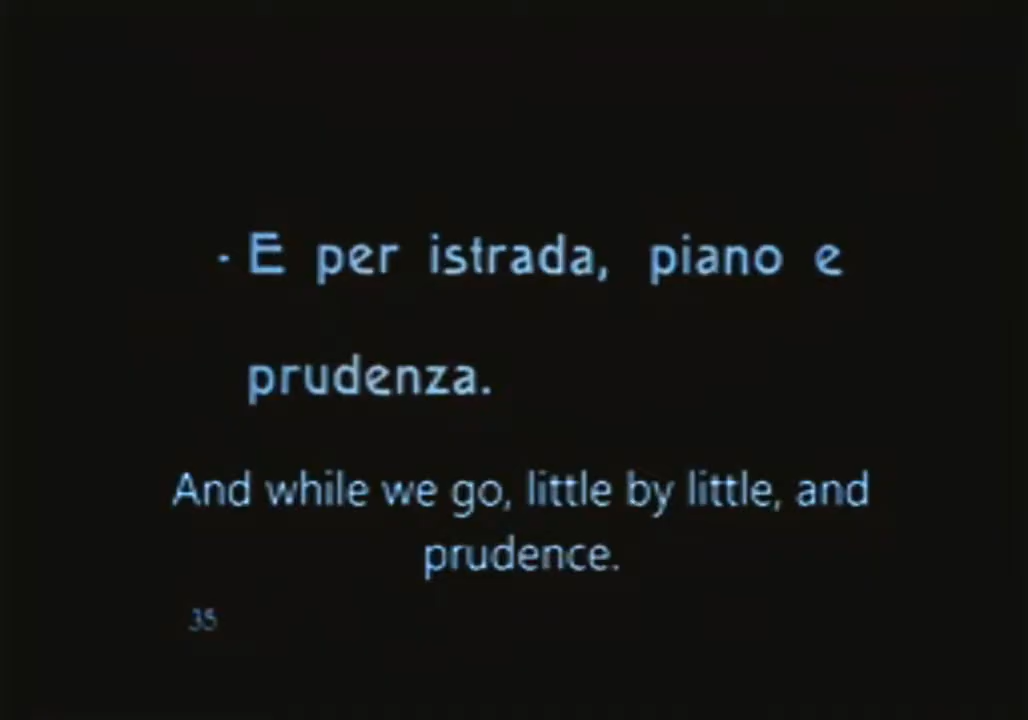 - E per istrada, piano e
prudenza.
And while we go, little by little, and
prudence.
35